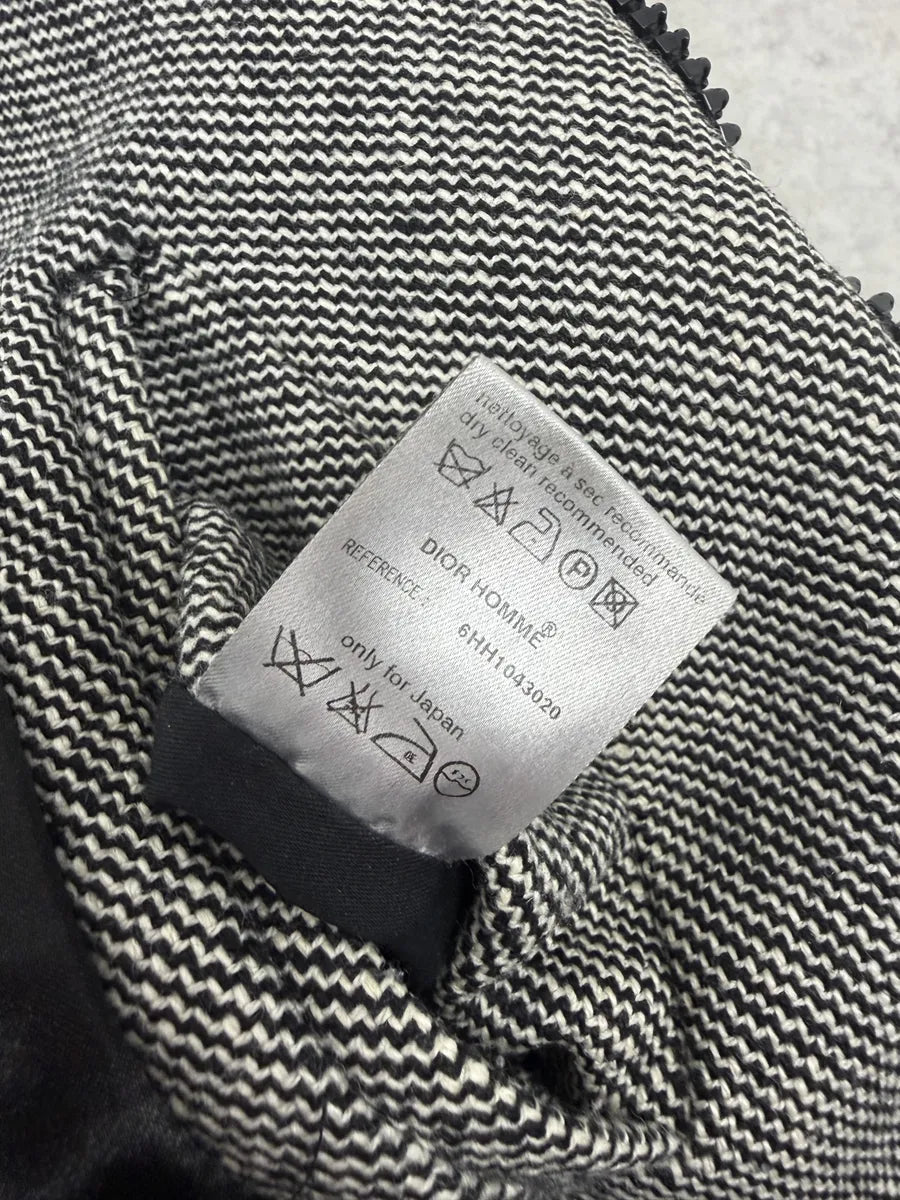 nettoyage à sec recommandé
dry clean recommended
P
DIOR HOMME®
REFERENCE : 6HH1043020
only for Japan